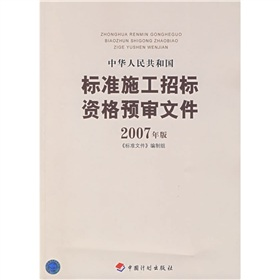 ZHONGHUA RENMIN GONGHEGUO
BIAOZHUN SHIGONG ZHAOBIAO
ZIGE YUSHEN WENJIAN
中华人民共和国
标准施工招标
资格预审文件
2007年版
《标准文件》编制组
中国计划出版社